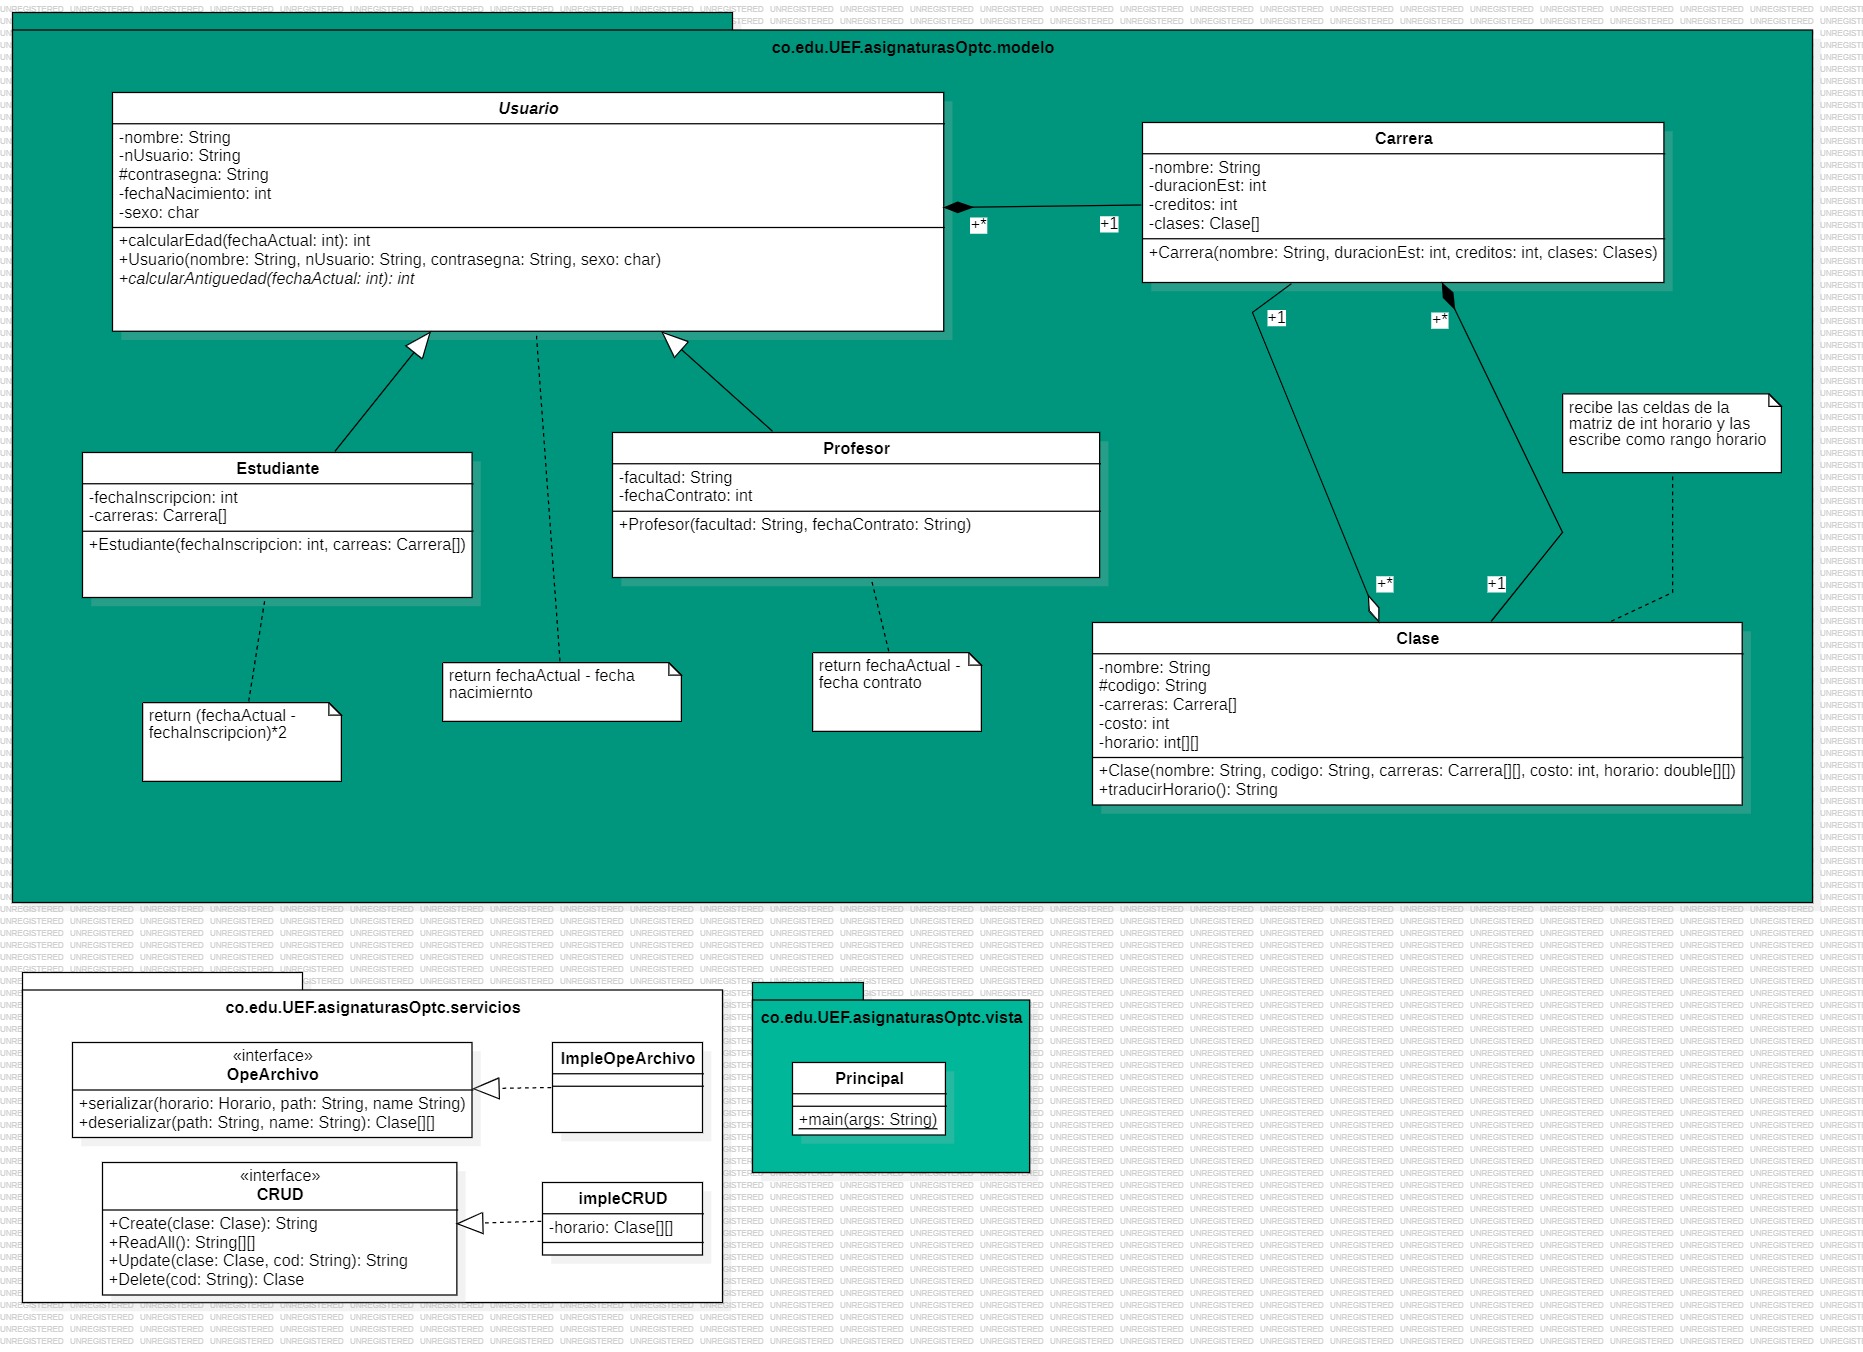 co.edu.UEF.asignaturasOptc.modelo
Usuario
-nombre: String
-nUsuario: String
#contrasegna: String
-fechaNacimiento: int
-sexo: char
+calcularEdad(fechaActual: int): int
+Usuario(nombre: String, nUsuario: String, contrasegna: String, sexo: char)
+calcularAntiguedad(fechaActual: int): int
+*
+1
Carrera
-nombre: String
-duracionEst: int
-creditos: int
-clases: Clase[]
+Carrera(nombre: String, duracionEst: int, creditos: int, clases: Clases)
+1
+*
recibe las celdas de la
matriz de int horario y las
escribe como rango horario
Estudiante
-fechaInscripcion: int
-carreras: Carrera[]
+Estudiante(fechaInscripcion: int, carreas: Carrera[])
Profesor
-facultad: String
-fechaContrato: int
+Profesor(facultad: String, fechaContrato: String)
+*
+1
return (fechaActual -
fechaInscripcion)*2
return fechaActual - fecha
nacimiernto
return fechaActual -
fecha contrato
Clase
-nombre: String
#codigo: String
-carreras: Carrera[]
-costo: int
-horario: int[][]
+Clase(nombre: String, codigo: String, carreras: Carrera[][], costo: int, horario: double[][])
+traducirHorario(): String
co.edu.UEF.asignaturasOptc.servicios
«interface»
OpeArchivo
+serializar(horario: Horario, path: String, name String)
+deserializar(path: String, name: String): Clase[][]
ImpleOpeArchivo
«interface»
CRUD
+Create(clase: Clase): String
+ReadAll(): String[][]
+Update(clase: Clase, cod: String): String
+Delete(cod: String): Clase
impleCRUD
-horario: Clase[][]
co.edu.UEF.asignaturasOptc.vista
Principal
+main(args: String)
UNREGISTERED